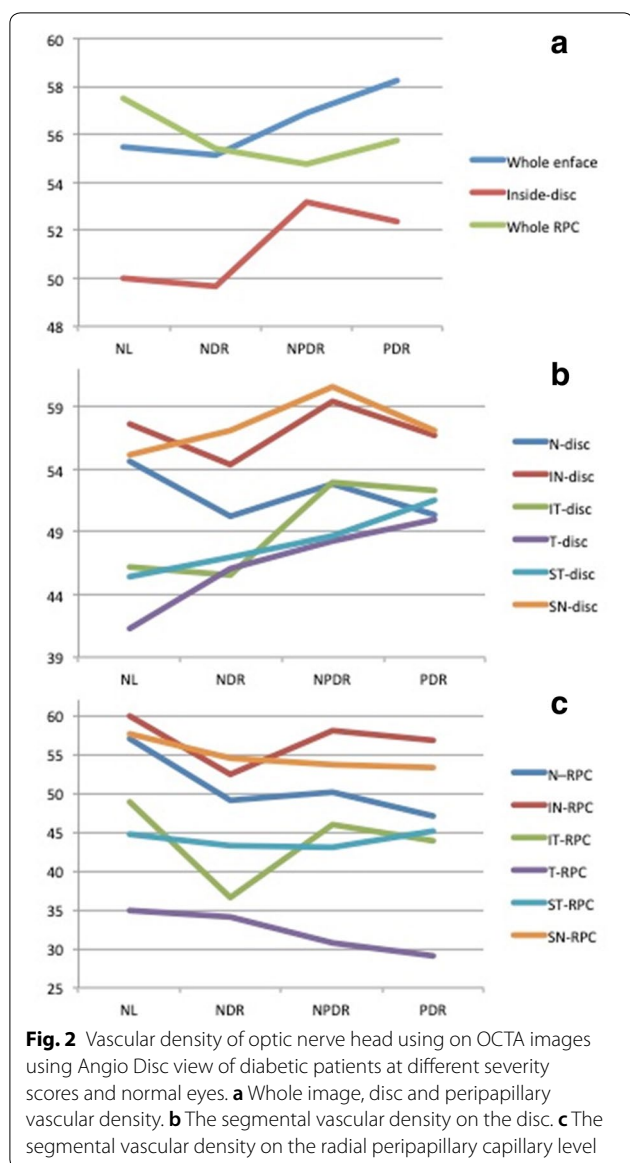 a
60
58
56
54
52
50
48
NL NDR NPDR PDR
Whole enface
Inside-disc
Whole RPC
b
59
54
49
44
39
NL NDR NPDR PDR
N-disc
IN-disc
IT-disc
T-disc
ST-disc
SN-disc
c
60
55
50
45
40
35
30
25
NL NDR NPDR PDR
N–RPC
IN-RPC
IT-RPC
T-RPC
ST-RPC
SN-RPC
Fig. 2 Vascular density of optic nerve head using on OCTA images
using Angio Disc view of diabetic patients at different severity
scores and normal eyes. a Whole image, disc and peripapillary
vascular density. b The segmental vascular density on the disc. c The
segmental vascular density on the radial peripapillary capillary level